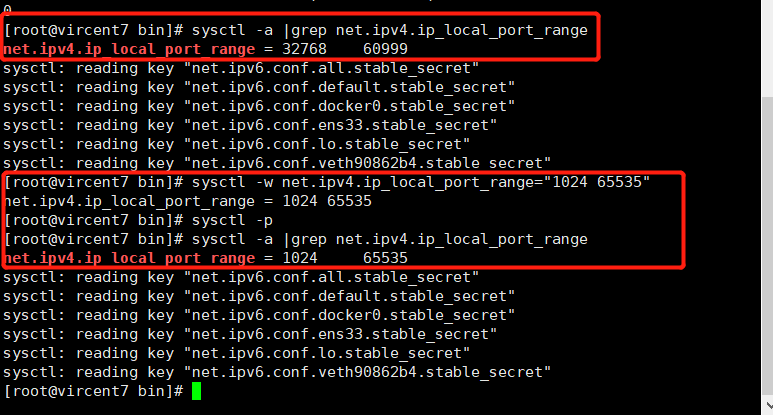 0
[root@vircent7 bin]# sysctl -a |grep net.ipv4.ip_local_port_range
net.ipv4.ip_local_port_range = 32768    60999
sysctl: reading key "net.ipv6.conf.all.stable_secret"
sysctl: reading key "net.ipv6.conf.default.stable_secret"
sysctl: reading key "net.ipv6.conf.docker0.stable_secret"
sysctl: reading key "net.ipv6.conf.ens33.stable_secret"
sysctl: reading key "net.ipv6.conf.lo.stable_secret"
sysctl: reading key "net.ipv6.conf.veth90862b4.stable_secret"
[root@vircent7 bin]# sysctl -w net.ipv4.ip_local_port_range="1024 65535"
net.ipv4.ip_local_port_range = 1024 65535
[root@vircent7 bin]# sysctl -p
[root@vircent7 bin]# sysctl -a |grep net.ipv4.ip_local_port_range
net.ipv4.ip_local_port_range = 1024     65535
sysctl: reading key "net.ipv6.conf.all.stable_secret"
sysctl: reading key "net.ipv6.conf.default.stable_secret"
sysctl: reading key "net.ipv6.conf.docker0.stable_secret"
sysctl: reading key "net.ipv6.conf.ens33.stable_secret"
sysctl: reading key "net.ipv6.conf.lo.stable_secret"
sysctl: reading key "net.ipv6.conf.veth90862b4.stable_secret"
[root@vircent7 bin]#